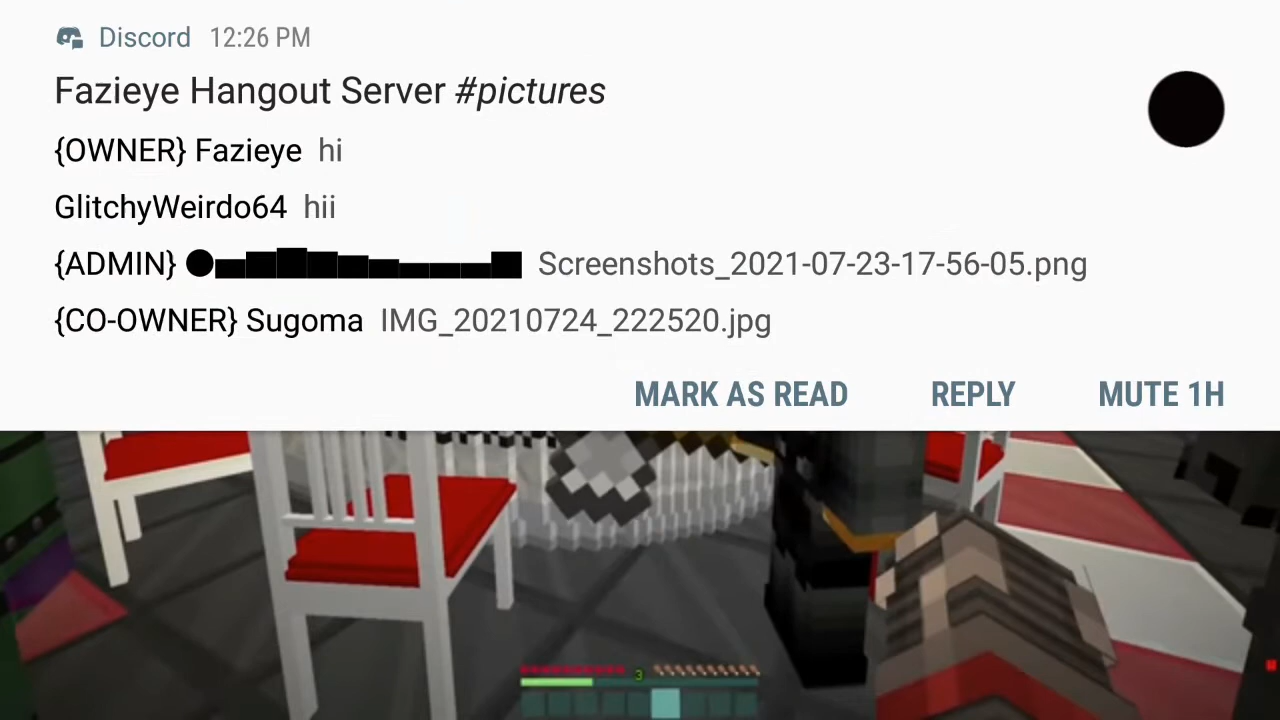 Discord 12:26 PM
Fazieye Hangout Server #pictures
{OWNER} Fazieye hi
GlitchyWeirdo64 hii
{ADMIN} Screenshots_2021-07-23-17-56-05.png
{CO-OWNER} Sugoma IMG_20210724_222520.jpg
MARK AS READ REPLY MUTE 1H
3